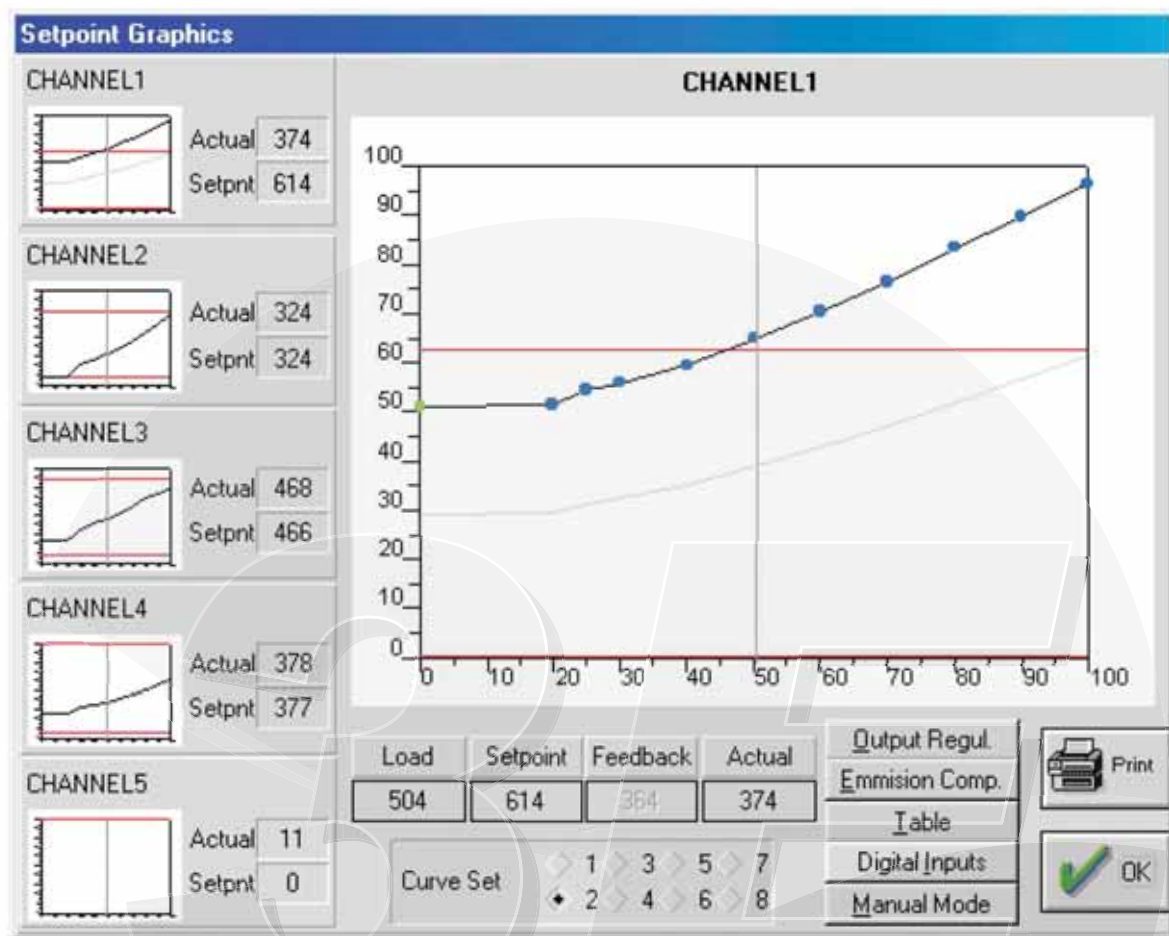 Setpoint Graphics
CHANNEL1
Actual 374
Setpnt 614
CHANNEL2
Actual 324
Setpnt 324
CHANNEL3
Actual 468
Setpnt 466
CHANNEL4
Actual 378
Setpnt 377
CHANNEL5
Actual 11
Setpnt 0
CHANNEL1
100
90
80
70
60
50
40
30
20
10
0
0 10 20 30 40 50 60 70 80 90 100
Load Setpoint Feedback Actual
504 614 364 374
Curve Set
1 3 5 7
2 4 6 8
Output Regul.
Emmision Comp.
Table
Digital Inputs
Manual Mode
Print
OK